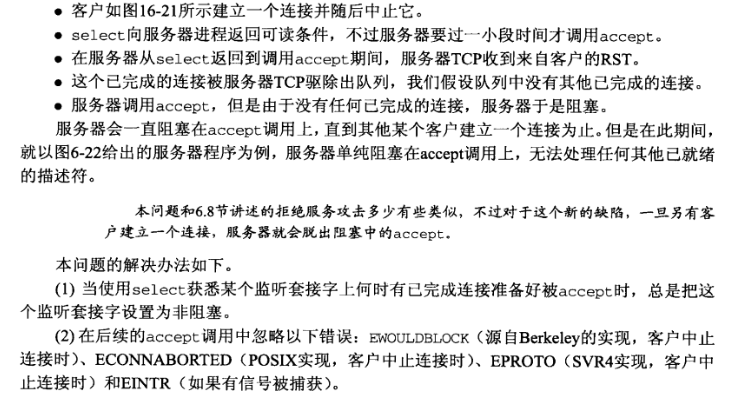 ● 客户如图16-21所示建立一个连接并随后中止它。
● select向服务器进程返回可读条件，不过服务器要过一小段时间才调用accept。
● 在服务器从select返回到调用accept期间，服务器TCP收到来自客户的RST。
● 这个已完成的连接被服务器TCP驱除出队列，我们假设队列中没有其他已完成的连接。
● 服务器调用accept，但是由于没有任何已完成的连接，服务器于是阻塞。
服务器会一直阻塞在accept调用上，直到其他某个客户建立一个连接为止。但是在此期间，
就以图6-22给出的服务器程序为例，服务器单纯阻塞在accept调用上，无法处理任何其他已就绪
的描述符。
本问题和6.8节讲述的拒绝服务攻击多少有些类似，不过对于这个新的缺陷，一旦另有客
户建立一个连接，服务器就会脱出阻塞中的accept。
本问题的解决办法如下。
(1) 当使用select获悉某个监听套接字上何时有已完成连接准备好被accept时，总是把这
个监听套接字设置为非阻塞。
(2) 在后续的accept调用中忽略以下错误：EWOULDBLOCK（源自Berkeley的实现，客户中止
连接时）、ECONNABORTED（POSIX实现，客户中止连接时）、EPROTO（SVR4实现，客户中
止连接时）和EINTR（如果有信号被捕获）。